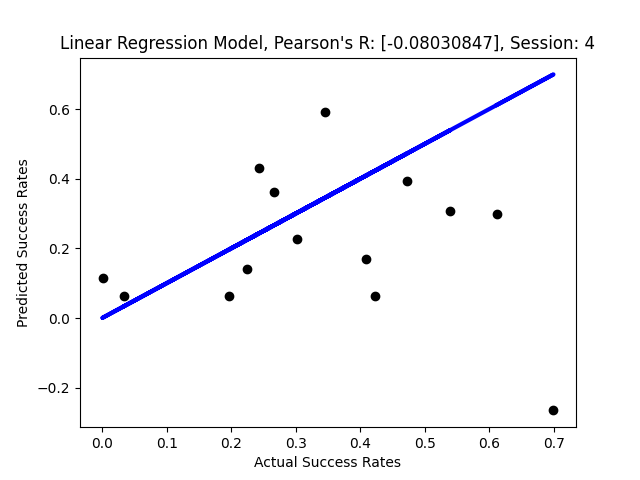 Linear Regression Model, Pearson's R: [-0.08030847], Session: 4
Predicted Success Rates
0.6
0.4
0.2
0.0
−0.2
0.0 0.1 0.2 0.3 0.4 0.5 0.6 0.7
Actual Success Rates